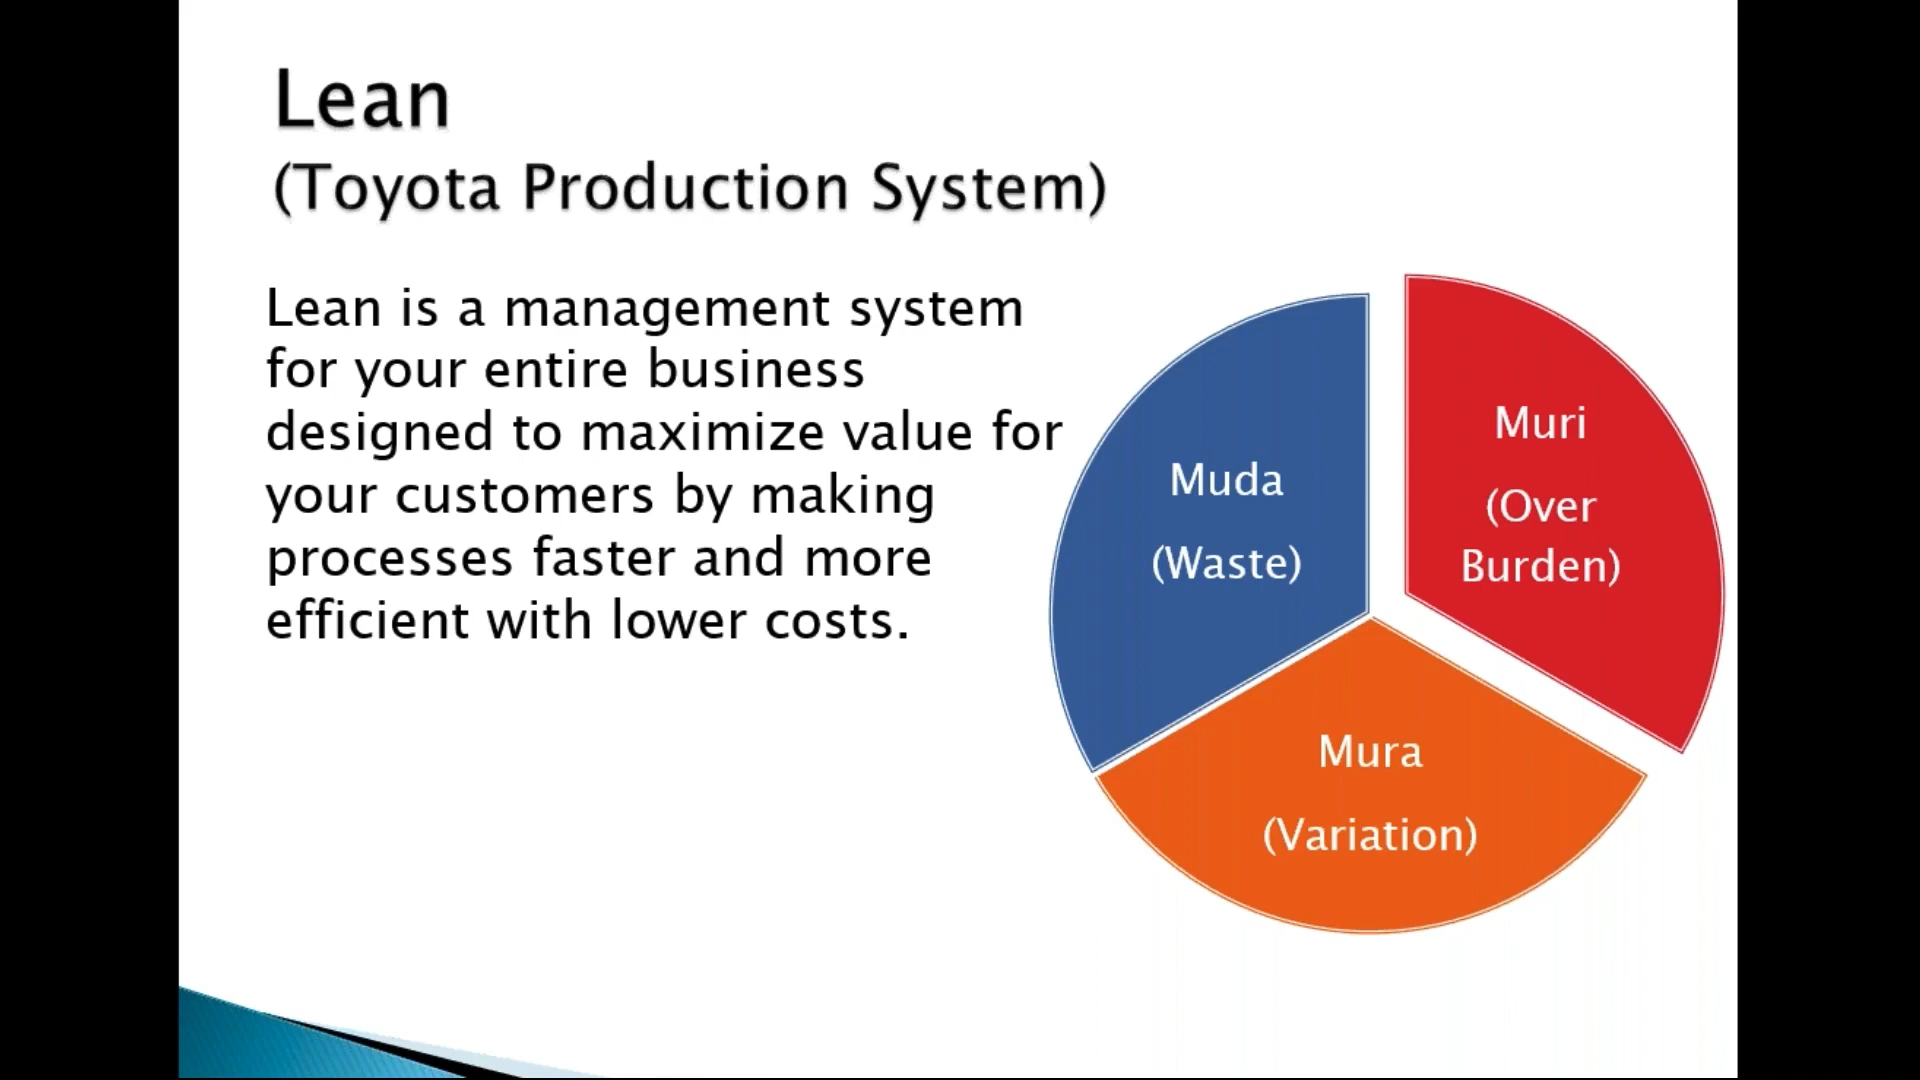 Lean
(Toyota Production System)
Lean is a management system
for your entire business
designed to maximize value for
your customers by making
processes faster and more
efficient with lower costs.
Muda
(Waste)
Muri
(Over
Burden)
Mura
(Variation)